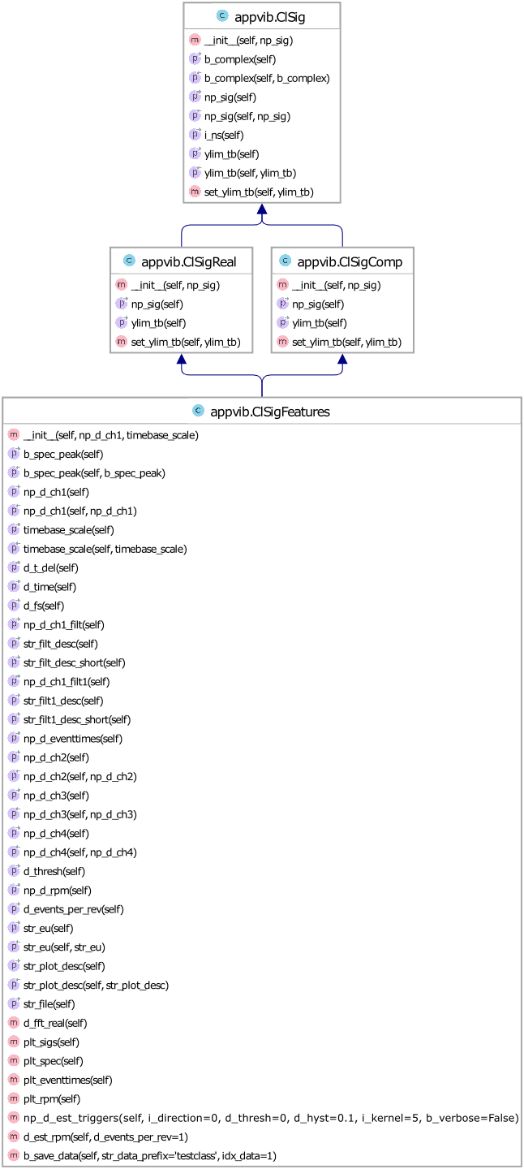 C appvib.ClSig
m __init__(self, np_sig)
p b_complex(self)
p b_complex(self, b_complex)
p np_sig(self)
p np_sig(self, np_sig)
p i_ns(self)
p ylim_tb(self)
p ylim_tb(self, ylim_tb)
m set_ylim_tb(self, ylim_tb)
C appvib.ClSigReal
m __init__(self, np_sig)
p np_sig(self)
p ylim_tb(self)
m set_ylim_tb(self, ylim_tb)
C appvib.ClSigComp
m __init__(self, np_sig)
p np_sig(self)
p ylim_tb(self)
m set_ylim_tb(self, ylim_tb)
C appvib.ClSigFeatures
m __init__(self, np_d_ch1, timebase_scale)
p b_spec_peak(self)
p b_spec_peak(self, b_spec_peak)
p np_d_ch1(self)
p np_d_ch1(self, np_d_ch1)
p timebase_scale(self)
p timebase_scale(self, timebase_scale)
p d_t_del(self)
p d_time(self)
p d_fs(self)
p np_d_ch1_filt(self)
p str_filt_desc(self)
p str_filt_desc_short(self)
p np_d_ch1_filt1(self)
p str_filt1_desc(self)
p str_filt1_desc_short(self)
p np_d_eventtimes(self)
p np_d_ch2(self)
p np_d_ch2(self, np_d_ch2)
p np_d_ch3(self)
p np_d_ch3(self, np_d_ch3)
p np_d_ch4(self)
p np_d_ch4(self, np_d_ch4)
p d_thresh(self)
p np_d_rpm(self)
p d_events_per_rev(self)
p str_eu(self)
p str_eu(self, str_eu)
p str_plot_desc(self)
p str_plot_desc(self, str_plot_desc)
p str_file(self)
m d_fft_real(self)
m plt_sigs(self)
m plt_spec(self)
m plt_eventtimes(self)
m plt_rpm(self)
m np_d_est_triggers(self, i_direction=0, d_thresh=0, d_hyst=0.1, i_kernel=5, b_verbose=False)
m d_est_rpm(self, d_events_per_rev=1)
m b_save_data(self, str_data_prefix='testclass', idx_data=1)